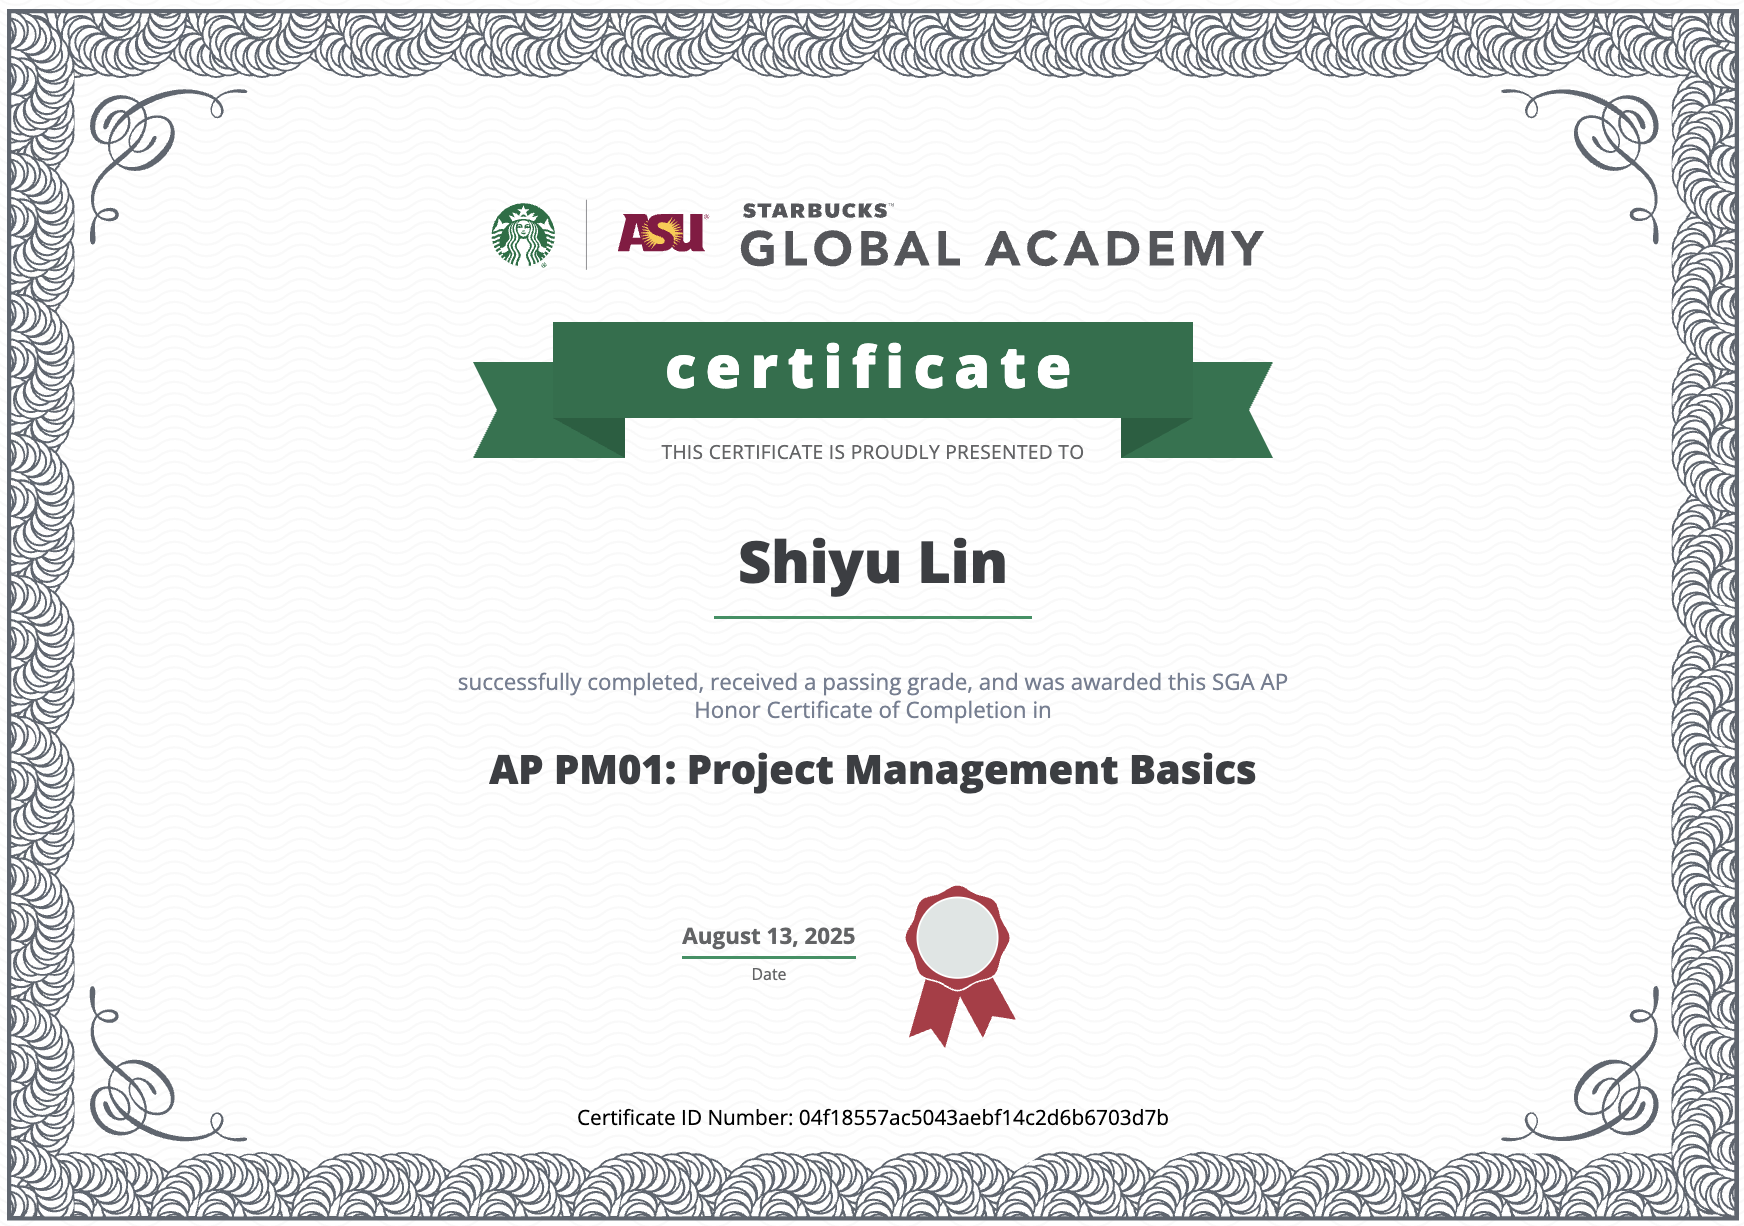 ASU®
STARBUCKS™
GLOBAL ACADEMY
certificate
THIS CERTIFICATE IS PROUDLY PRESENTED TO
Shiyu Lin
successfully completed, received a passing grade, and was awarded this SGA AP
Honor Certificate of Completion in
AP PM01: Project Management Basics
August 13, 2025
Date
Certificate ID Number: 04f18557ac5043aebf14c2d6b6703d7b